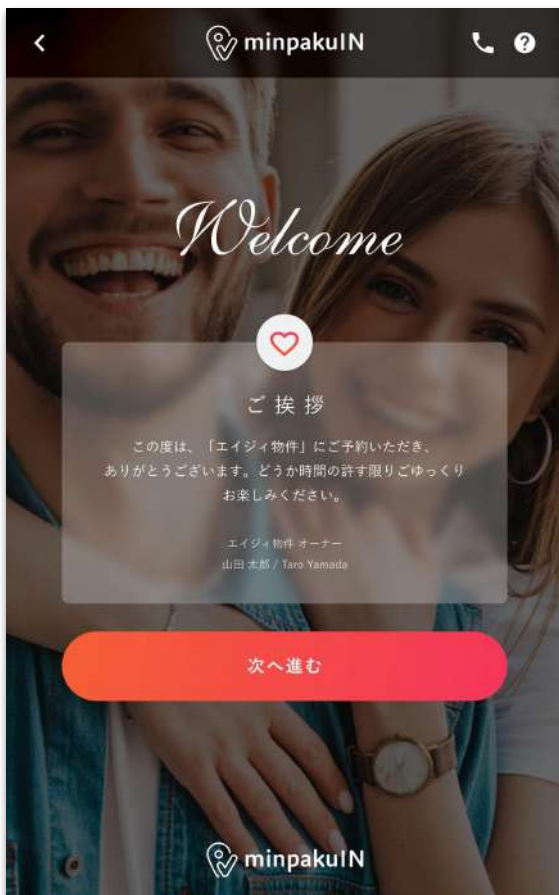 minpakuIN
Welcome
ご挨拶
この度は、「エイジィ物件」にご予約いただき、
ありがとうございます。どうか時間の許す限りごゆっくり
お楽しみください。
エイジィ物件 オーナー
山田 太郎 / Taro Yamada
次へ進む
minpakuIN